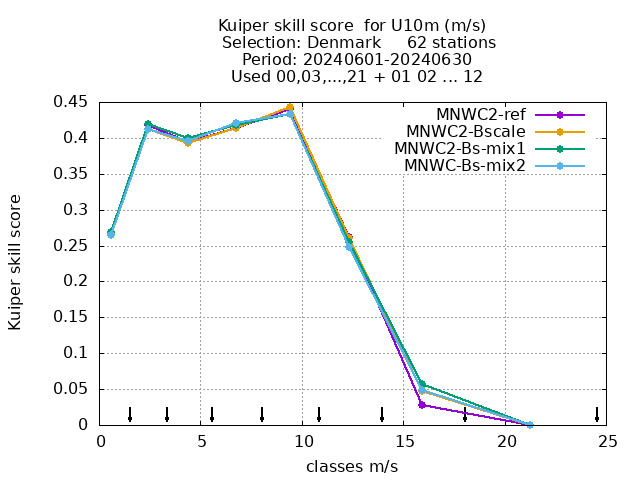 Kuiper skill score  for U10m (m/s)
Selection: Denmark     62 stations
Period: 20240601-20240630
Used 00,03,...,21 + 01 02 ... 12
MNWC2-ref
MNWC2-Bscale
MNWC2-Bs-mix1
MNWC-Bs-mix2
Kuiper skill score
0.45
0.4
0.35
0.3
0.25
0.2
0.15
0.1
0.05
0
0 5 10 15 20 25
classes m/s